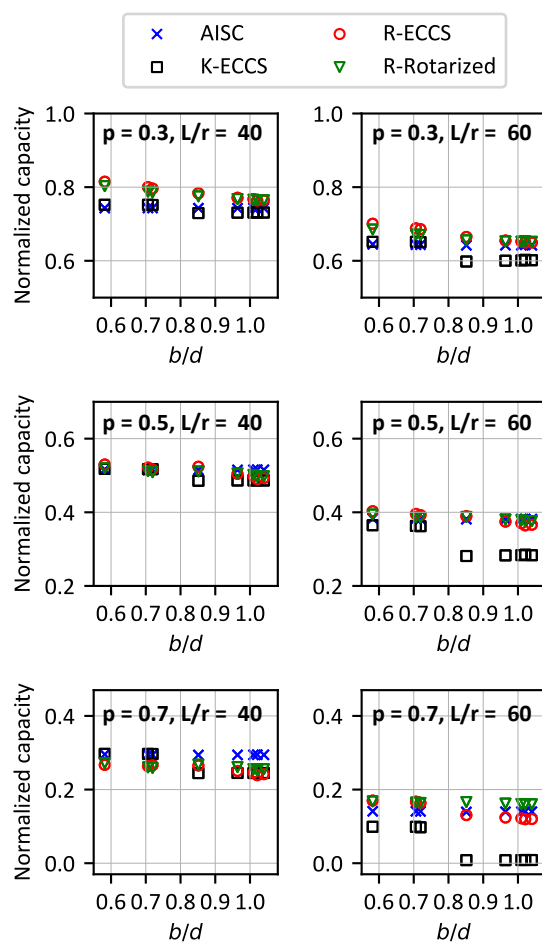 AISC R-ECCS
K-ECCS R-Rotarized
p = 0.3, L/r = 40
Normalized capacity
1.0
0.8
0.6
0.6 0.7 0.8 0.9 1.0
b/d
p = 0.3, L/r = 60
1.0
0.8
0.6
0.6 0.7 0.8 0.9 1.0
b/d
p = 0.5, L/r = 40
Normalized capacity
0.6
0.4
0.2
0.6 0.7 0.8 0.9 1.0
b/d
p = 0.5, L/r = 60
0.6
0.4
0.2
0.6 0.7 0.8 0.9 1.0
b/d
p = 0.7, L/r = 40
Normalized capacity
0.4
0.2
0.0
0.6 0.7 0.8 0.9 1.0
b/d
p = 0.7, L/r = 60
0.4
0.2
0.0
0.6 0.7 0.8 0.9 1.0
b/d